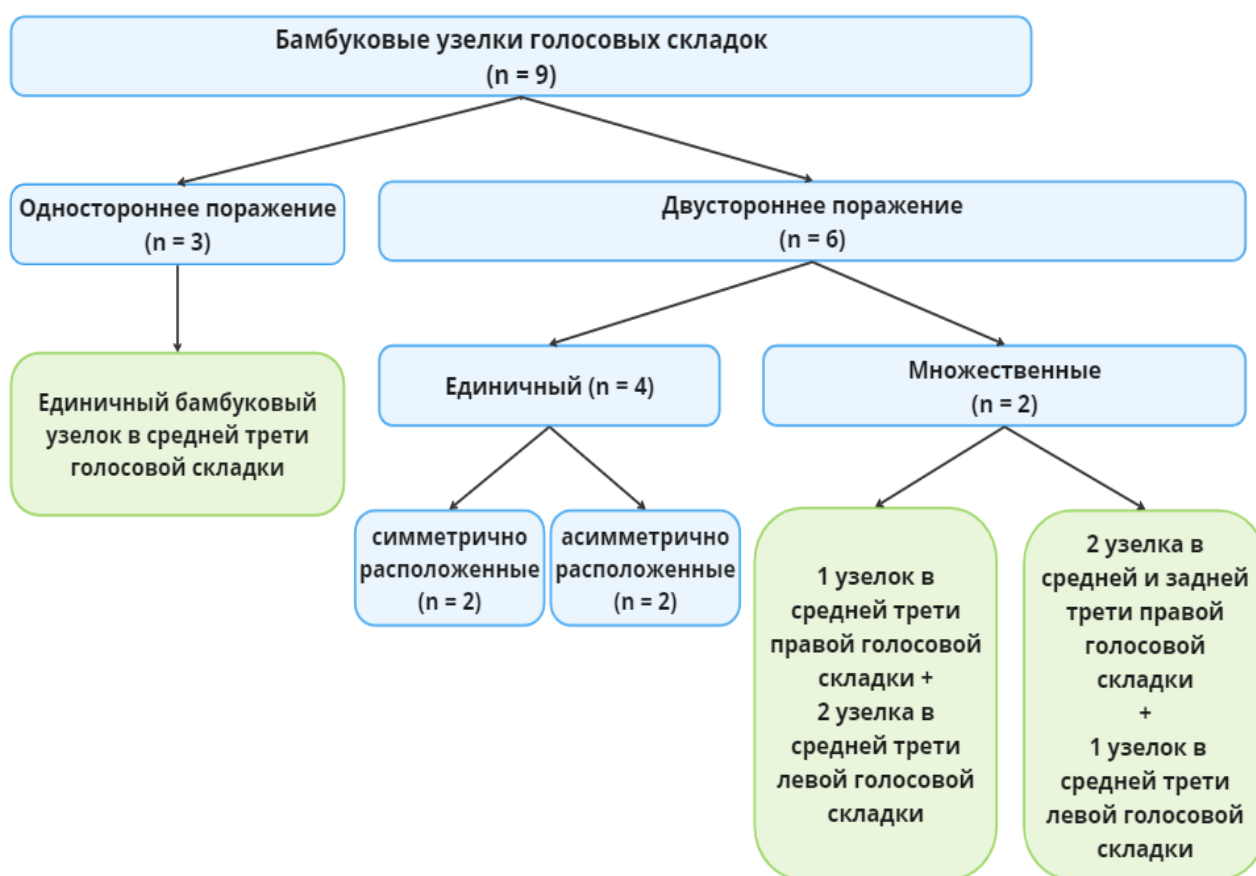 Бамбуковые узелки голосовых складок
(n = 9)
Одностороннее поражение
(n = 3)
Двустороннее поражение
(n = 6)
Единичный бамбуковый
узелок в средней трети
голосовой складки
Единичный (n = 4)
Множественные
(n = 2)
симметрично
расположенные
(n = 2)
асимметрично
расположенные
(n = 2)
1 узелок в
средней трети
правой голосовой
складки +
2 узелка в
средней трети
левой голосовой
складки
2 узелка в
средней и задней
трети правой
голосовой
складки
+
1 узелок в
средней трети
левой голосовой
складки